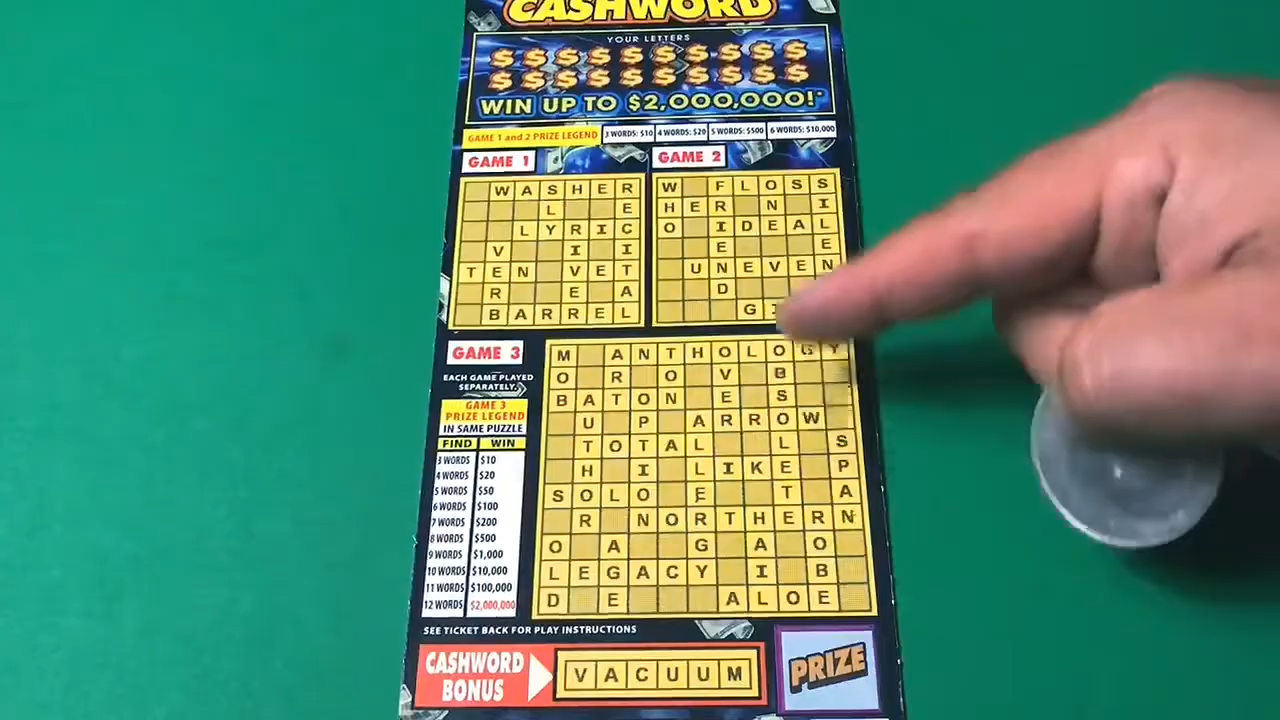 CASHWORD
YOUR LETTERS
$ $ $ $ $ $ $ $ $ $
$ $ $ $ $ $ $ $ $ $
WIN UP TO $2,000,000!*
GAME 1 and 2 PRIZE LEGEND 3 WORDS: $10 4 WORDS: $20 5 WORDS: $500 6 WORDS: $10,000
GAME 1 GAME 2
W A S H E R
L E
L Y R I C
V I I
T E N V E T
R E A
B A R R E L
W F L O S S
H E R R N I
O I D E A L
E E
U N E V E N
D
G I
GAME 3
EACH GAME PLAYED
SEPARATELY.
GAME 3
PRIZE LEGEND
IN SAME PUZZLE
FIND WIN
3 WORDS $10
4 WORDS $20
5 WORDS $50
6 WORDS $100
7 WORDS $200
8 WORDS $500
9 WORDS $1,000
10 WORDS $10,000
11 WORDS $100,000
12 WORDS $2,000,000
M A N T H O L O G Y
O R O V B
B A T O N E S
U P A R R O W
T O T A L L S
H I L I K E P
S O L O E T A
R N O R T H E R N
O A G A O
L E G A C Y I B
D E A L O E
SEE TICKET BACK FOR PLAY INSTRUCTIONS
CASHWORD
BONUS
V A C U U M
PRIZE